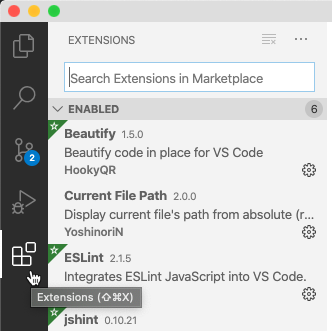 EXTENSIONS
Search Extensions in Marketplace
ENABLED 6
Beautify 1.5.0
Beautify code in place for VS Code
HookyQR
2
Current File Path 2.0.0
Display current file's path from absolute (r...
YoshinoriN
ESLint 2.1.5
Integrates ESLint JavaScript into VS Code.
Extensions (⇧⌘X)
jshint 0.10.21